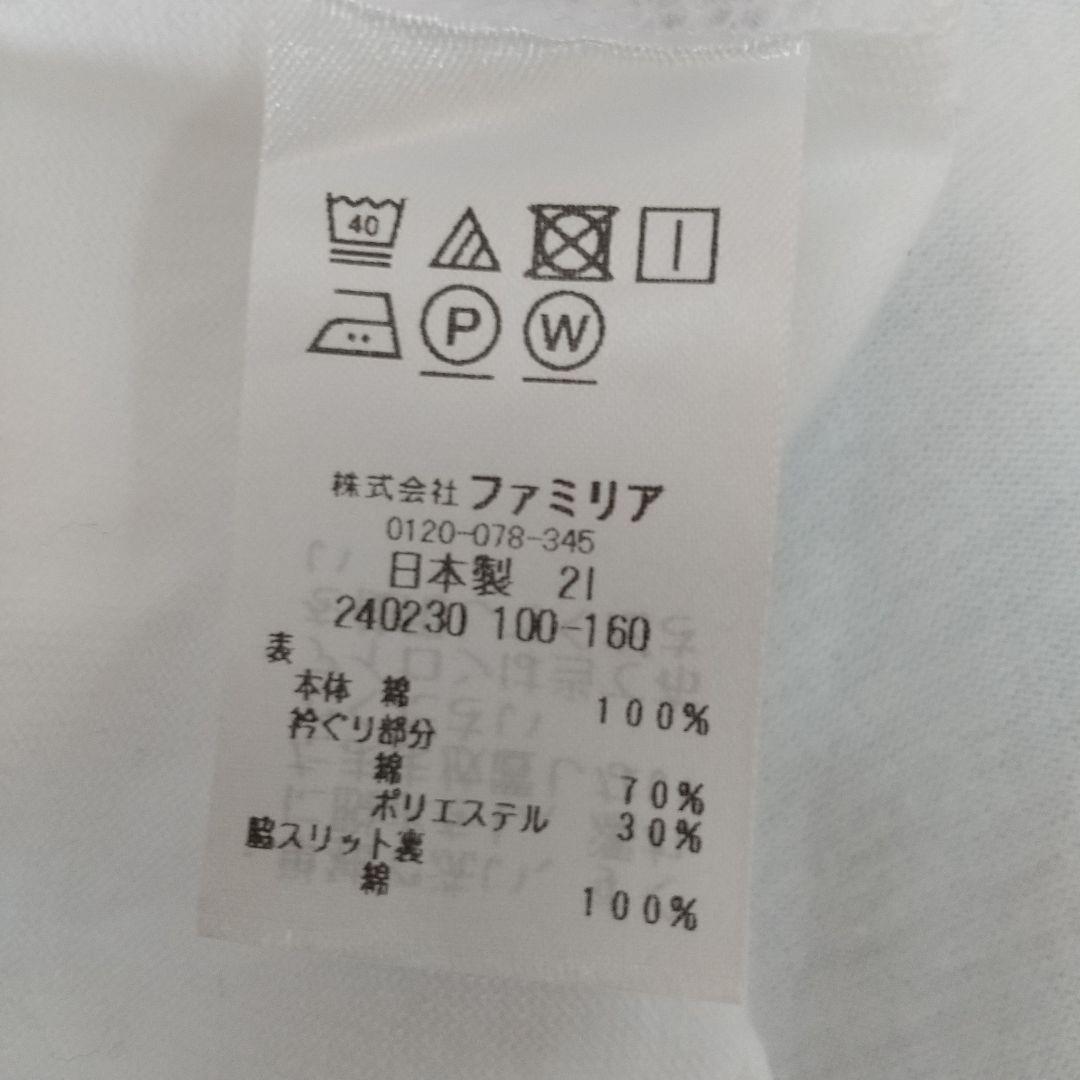 40
P W
株式会社 ファミリア
0120-078-345
日本製 21
240230 100-160
表
本体 綿 100%
衿ぐり部分
綿 70%
ポリエステル 30%
脇スリット裏
綿 100%